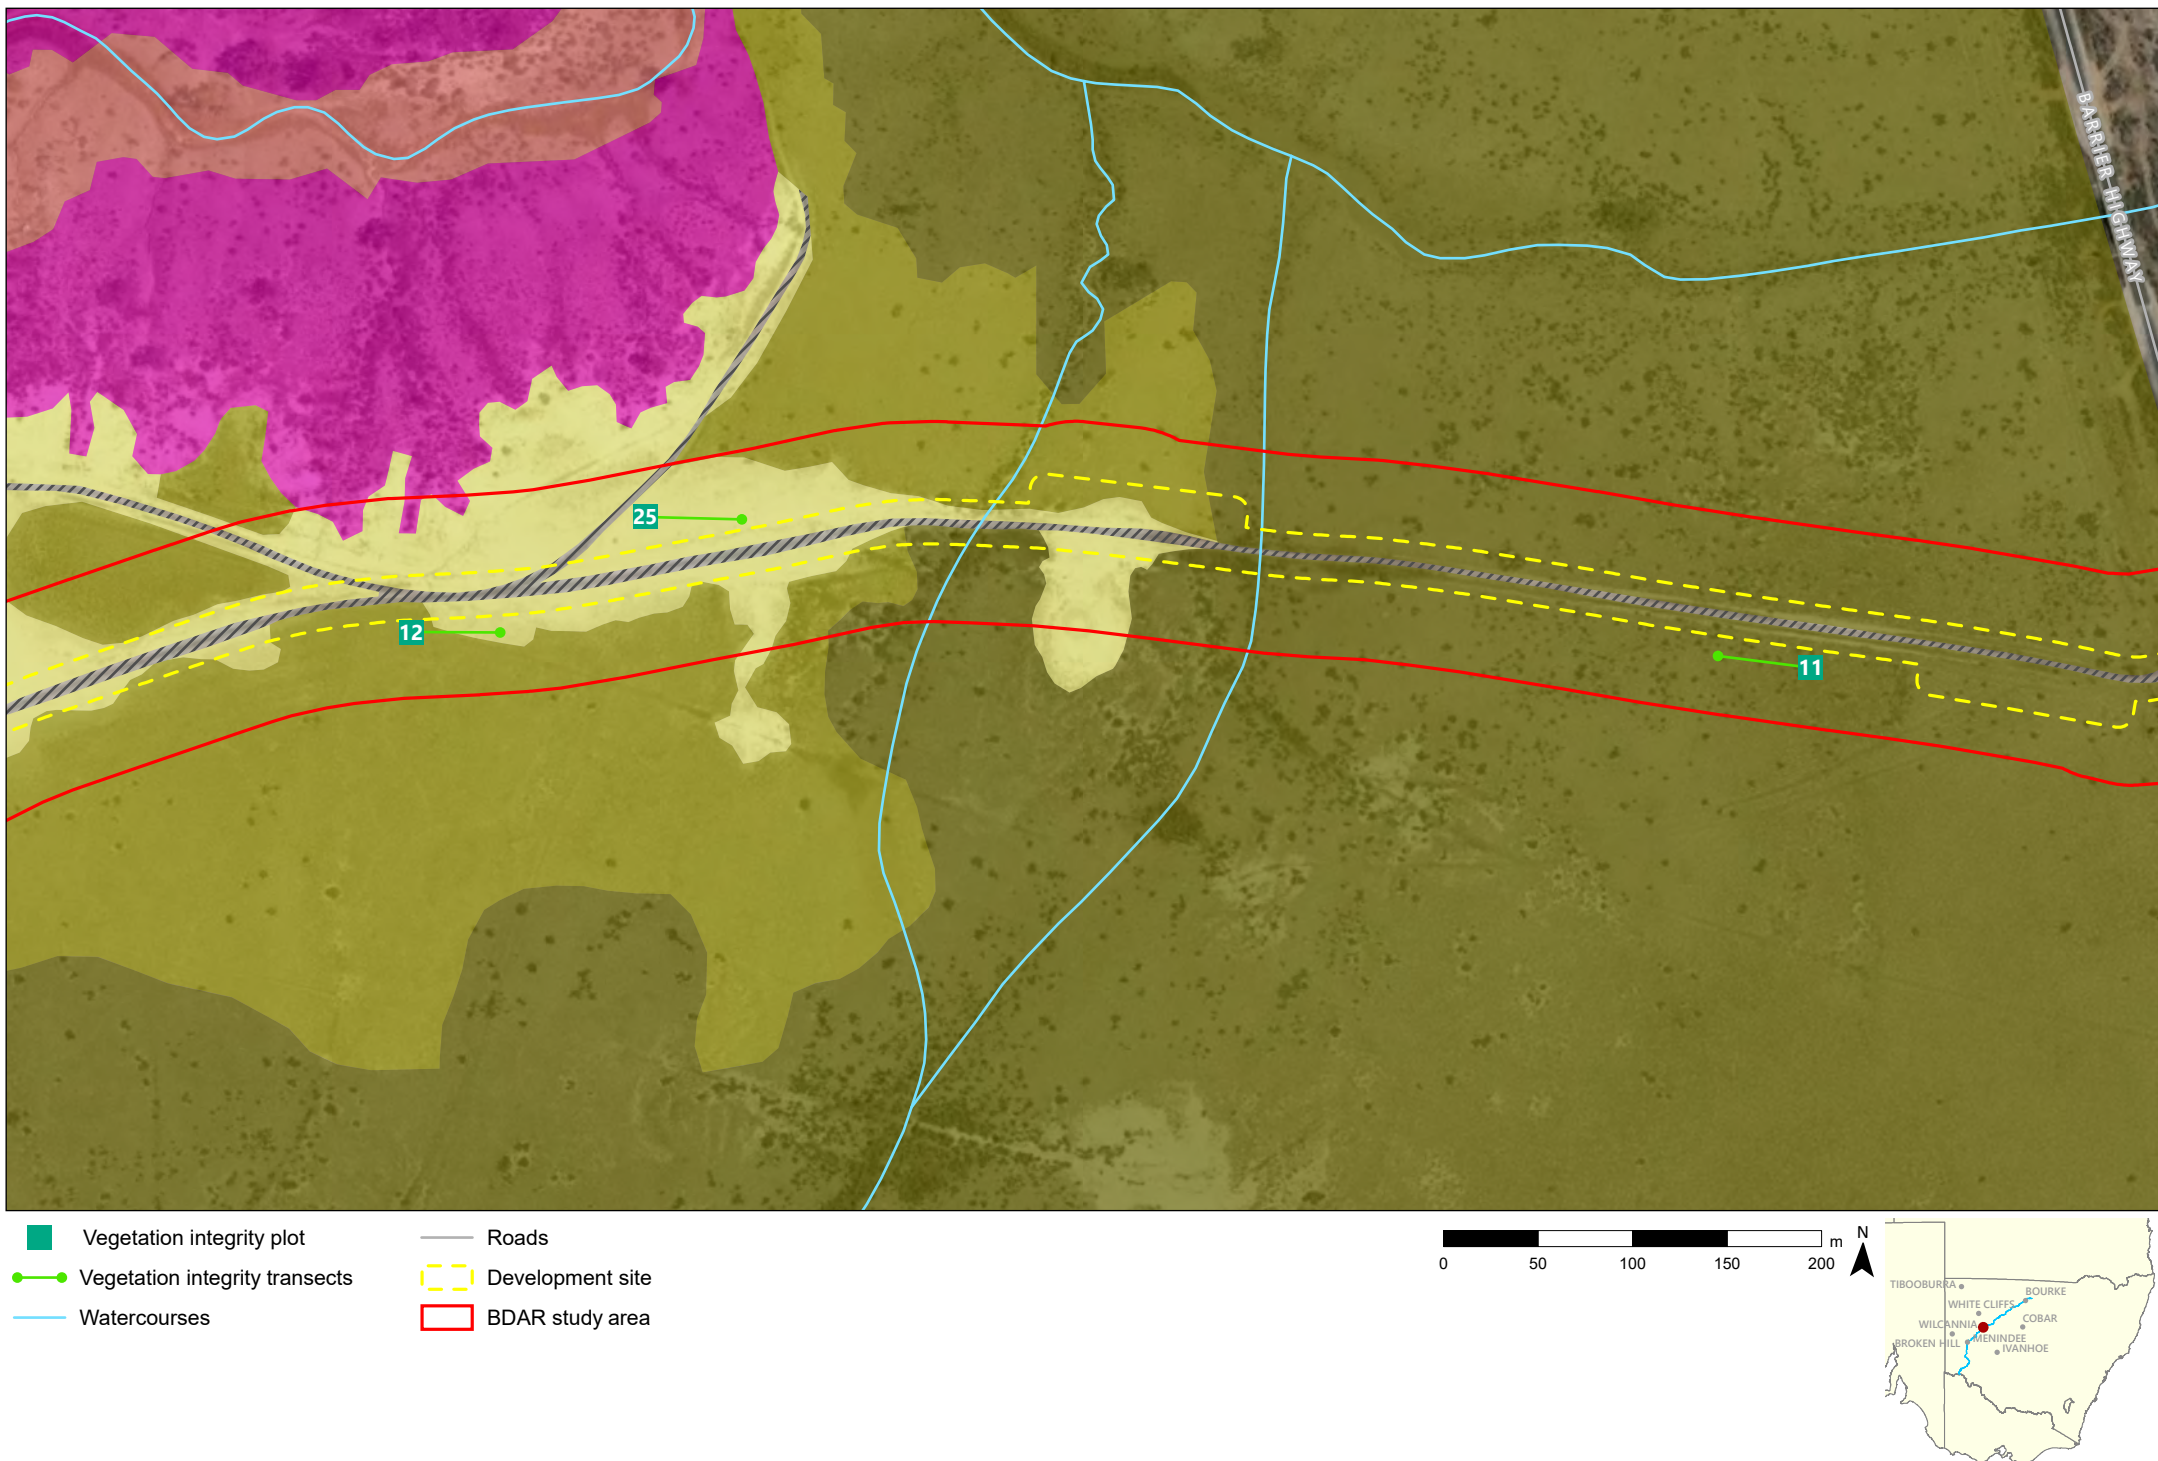 BARRIER HIGHWAY
25
12
11
Vegetation integrity plot
Vegetation integrity transects
Watercourses
Roads
Development site
BDAR study area
0 50 100 150 200 m
N
TIBOOBURRA
BOURKE
WHITE CLIFFS
COBAR
WILCANNIA
MENINDEE
BROKEN HILL
IVANHOE